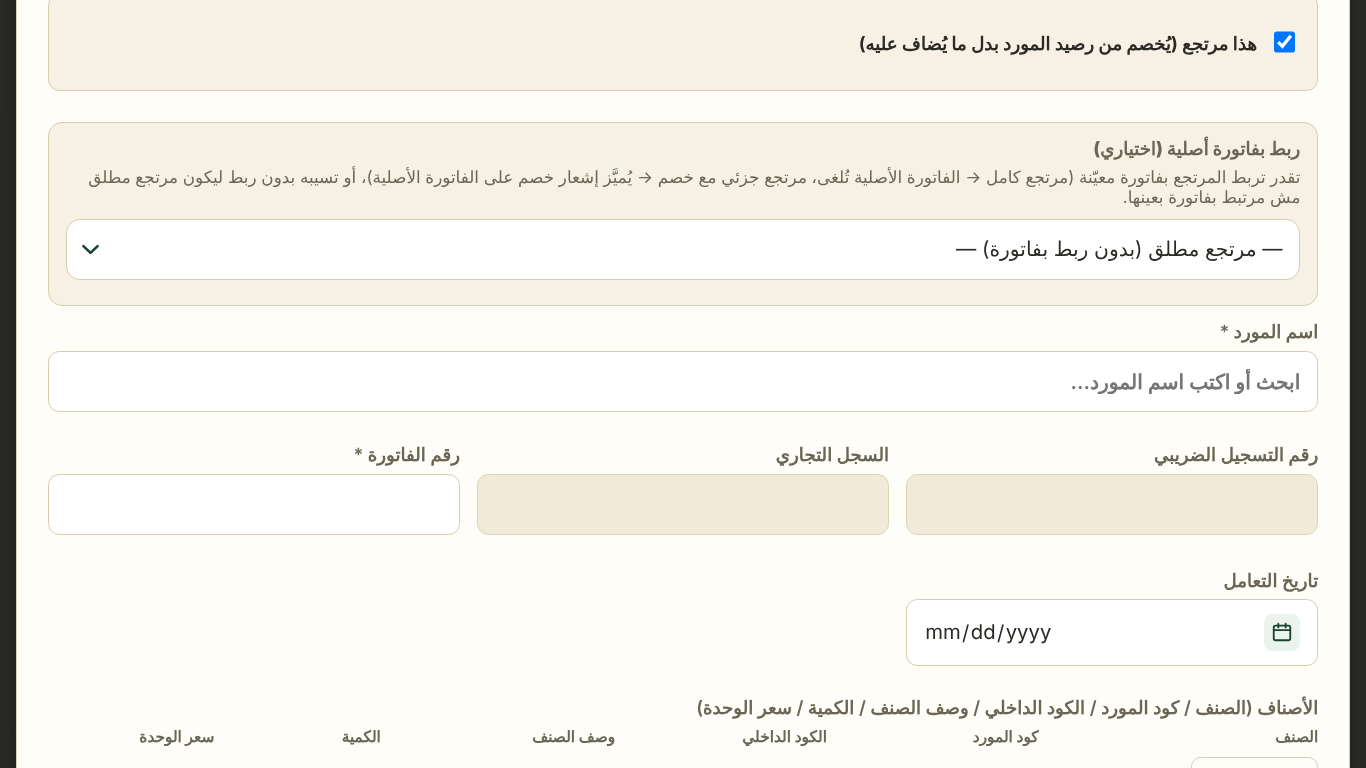 هذا مرتجع (يُخصم من رصيد المورد بدل ما يُضاف عليه)
ربط بفاتورة أصلية (اختياري)
تقدر تربط المرتجع بفاتورة معيّنة (مرتجع كامل → الفاتورة الأصلية تُلغى، مرتجع جزئي مع خصم → يُميَّز إشعار خصم على الفاتورة الأصلية)، أو تسيبه بدون ربط ليكون مرتجع مطلق
مش مرتبط بفاتورة بعينها.
— مرتجع مطلق (بدون ربط بفاتورة) —
اسم المورد *
ابحث أو اكتب اسم المورد...
رقم التسجيل الضريبي
السجل التجاري
رقم الفاتورة *
تاريخ التعامل
mm/dd/yyyy
الأصناف (الصنف / كود المورد / الكود الداخلي / وصف الصنف / الكمية / سعر الوحدة)
الصنف
كود المورد
الكود الداخلي
وصف الصنف
الكمية
سعر الوحدة